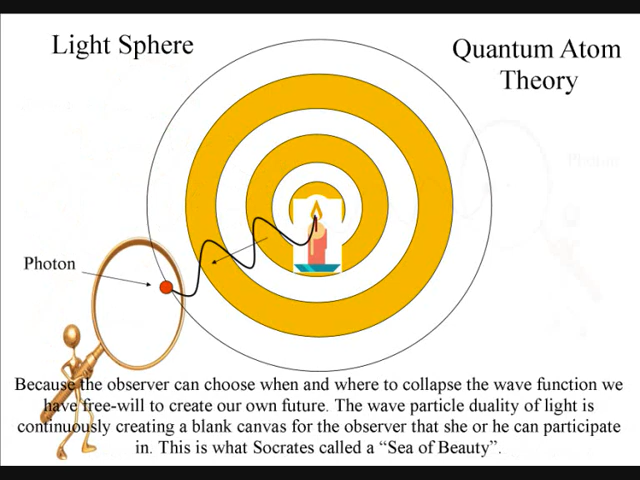 Light Sphere
Quantum Atom
Theory
Photon
Photon
Because the observer can choose when and where to collapse the wave function we
have free-will to create our own future. The wave particle duality of light is
continuously creating a blank canvas for the observer that she or he can participate
in. This is what Socrates called a “Sea of Beauty”.